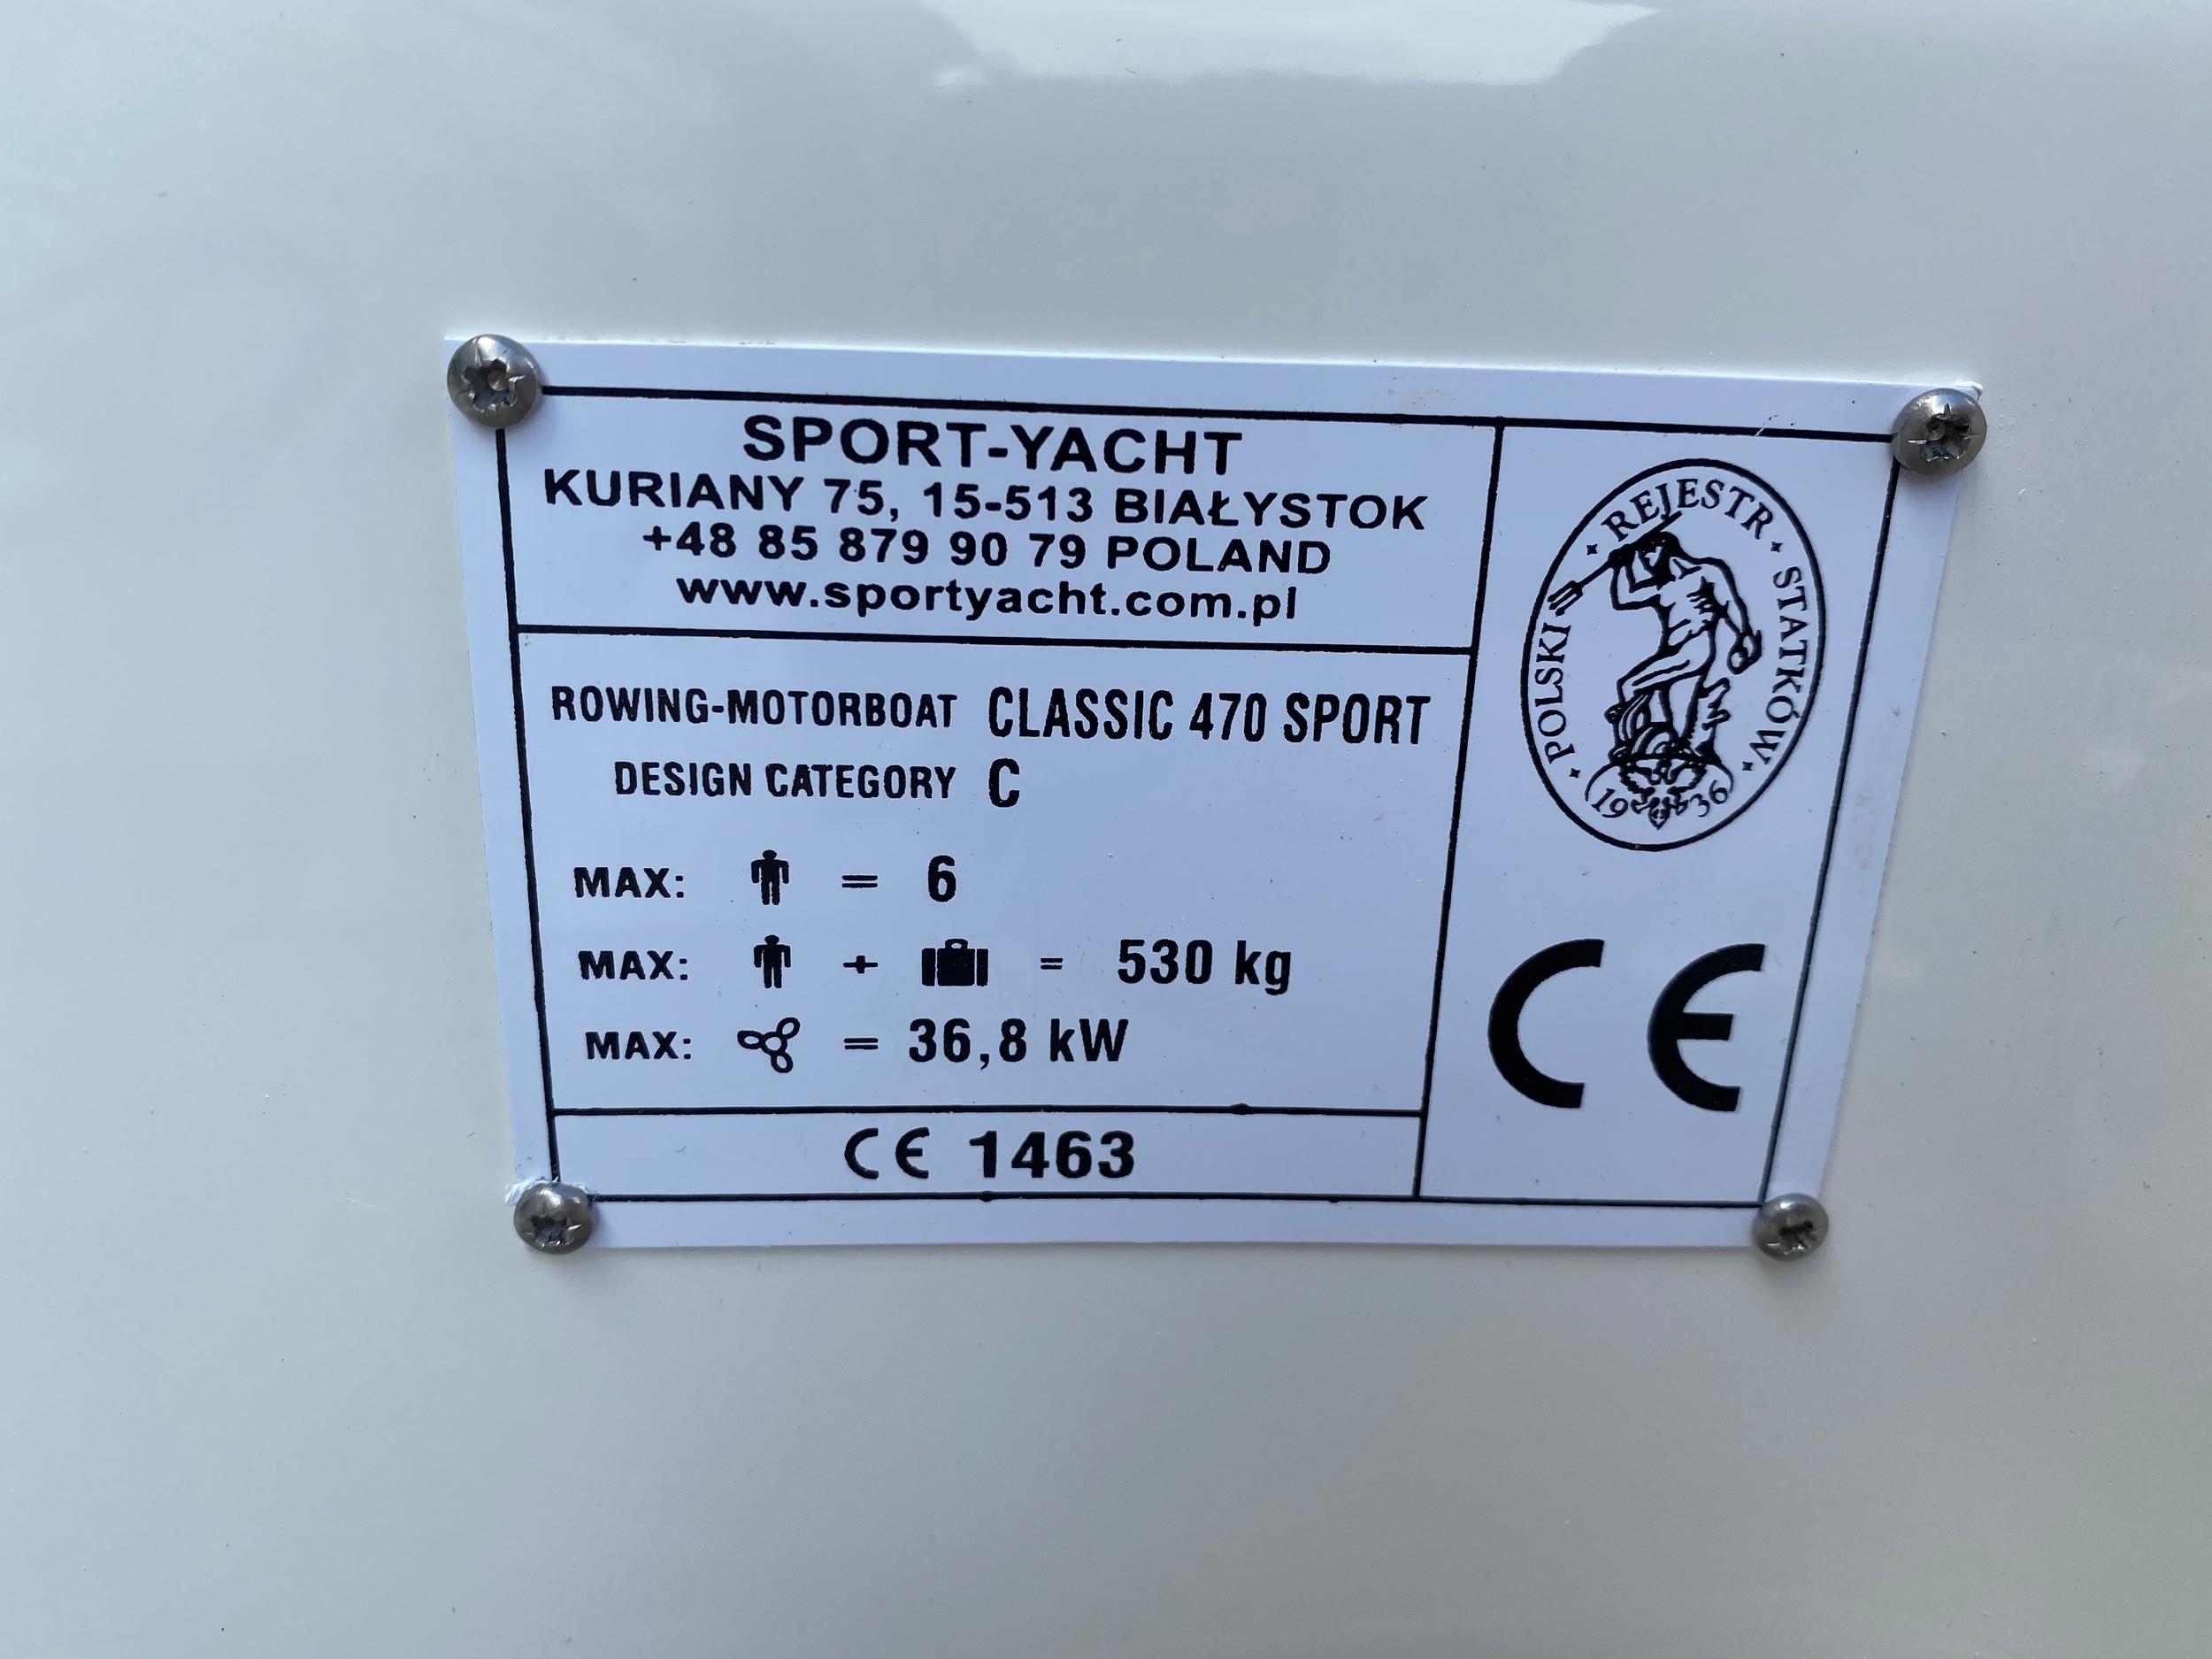 SPORT-YACHT
KURIANY 75, 15-513 BIAŁYSTOK
+48 85 879 90 79 POLAND
www.sportyacht.com.pl
ROWING-MOTORBOAT CLASSIC 470 SPORT
DESIGN CATEGORY C
MAX: = 6
MAX: + = 530 kg
MAX: = 36,8 kW
CE 1463
POLSKI · REJESTR · STATKÓW
1936
CE